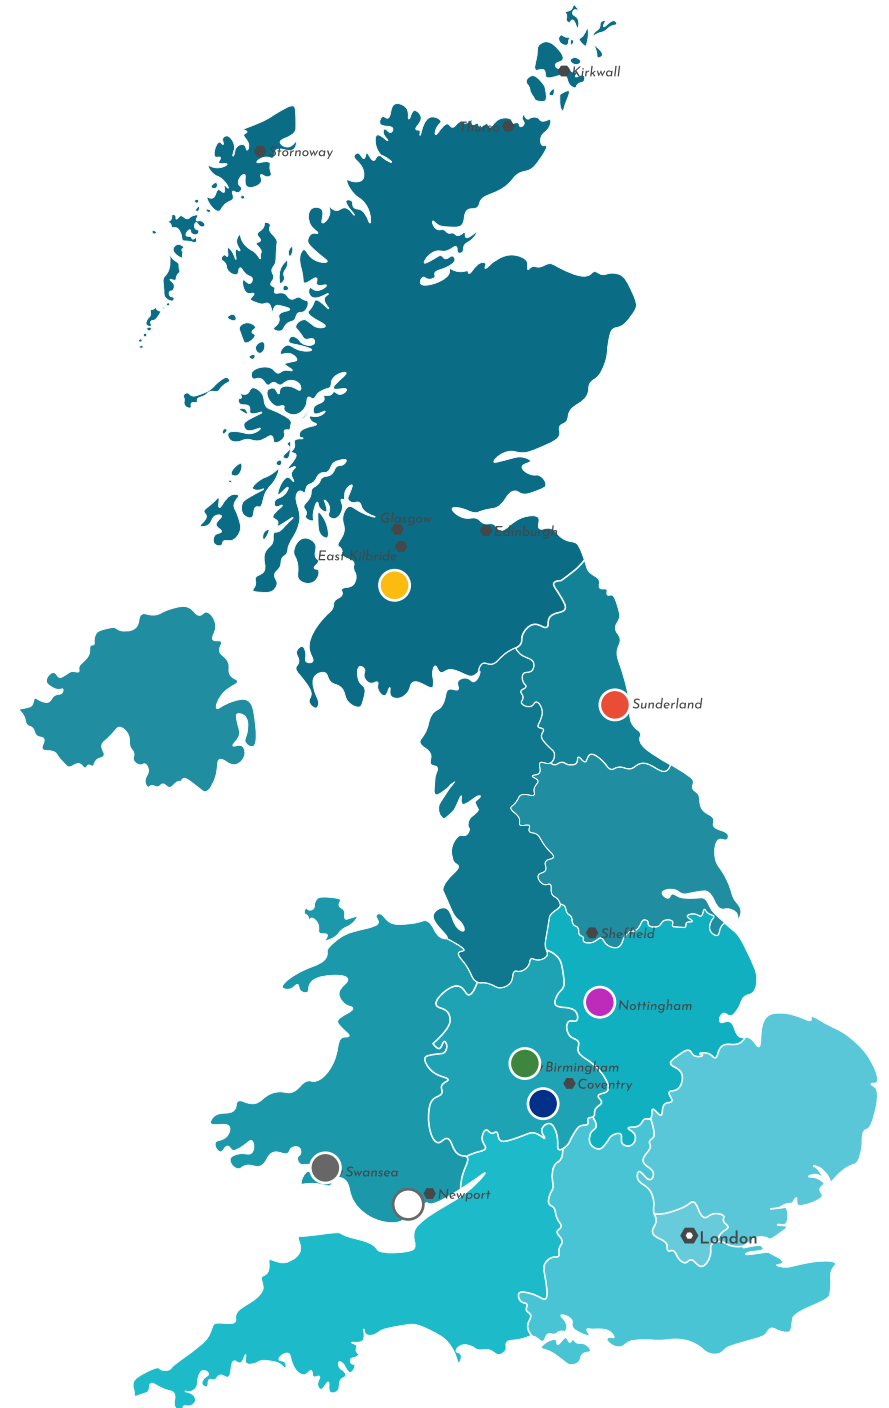 Kirkwall
Thurso
Stornoway
Glasgow
Edinburgh
East Kilbride
Sunderland
Sheffield
Nottingham
Birmingham
Coventry
Swansea
Newport
London